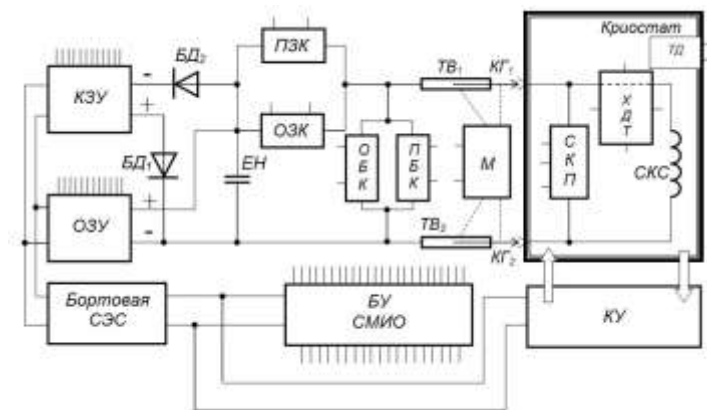 Криостат
ТД
ПЗК
БД₂
КЗУ
-
+
ТВ₁
КГ₁
ХДТ
ОЗК
БД₁
ЕН
ОБК
ПБК
М
СКП
СКС
ОЗУ
+
-
ТВ₂
КГ₂
Бортовая
СЭС
БУ
СМИО
КУ